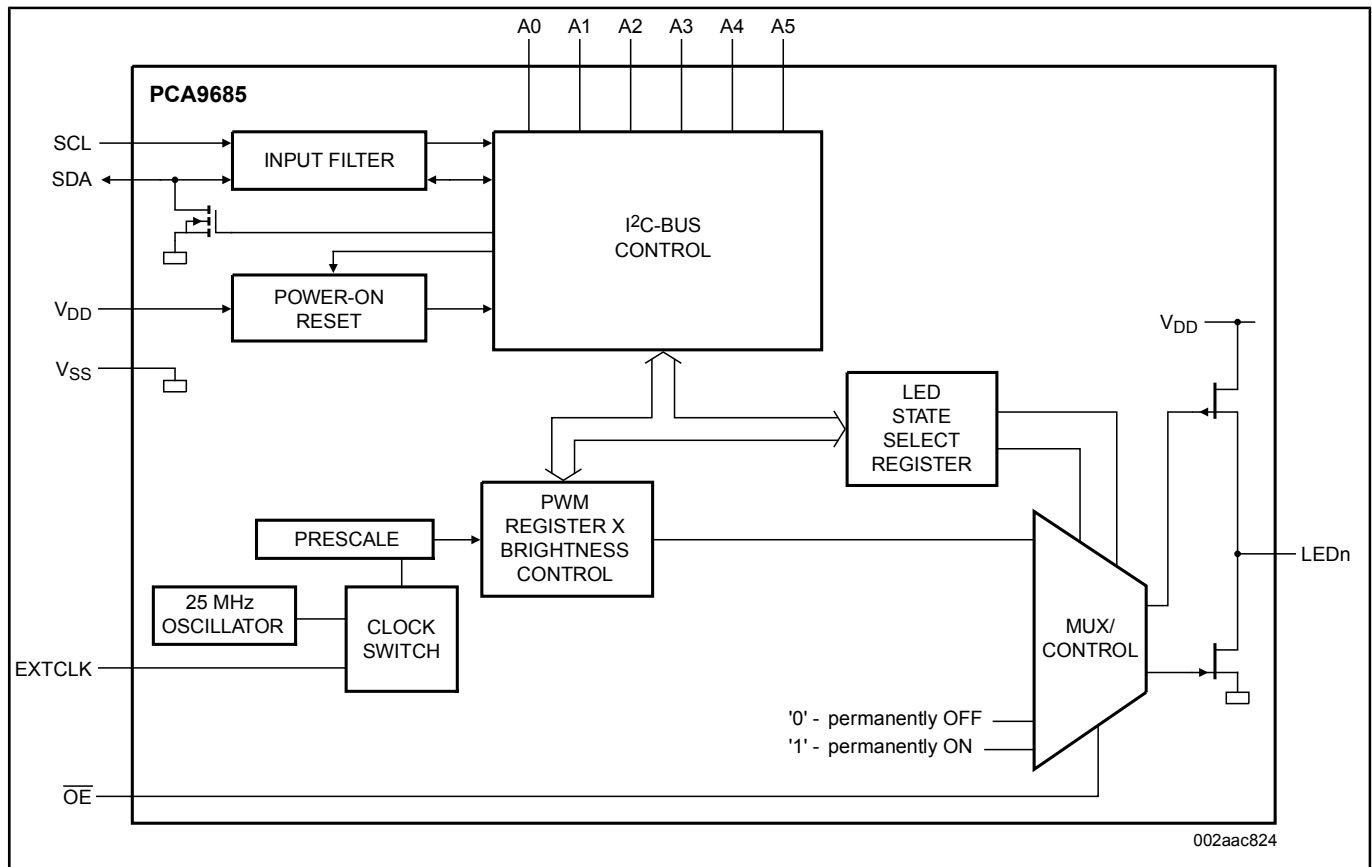 A0 A1 A2 A3 A4 A5
PCA9685
SCL
SDA
INPUT FILTER
I²C-BUS
CONTROL
POWER-ON
RESET
VDD
VSS
VDD
LED
STATE
SELECT
REGISTER
PWM
REGISTER X
BRIGHTNESS
CONTROL
PRESCALE
25 MHz
OSCILLATOR
CLOCK
SWITCH
EXTCLK
MUX/
CONTROL
LEDn
'0' - permanently OFF
'1' - permanently ON
O̅E̅
002aac824